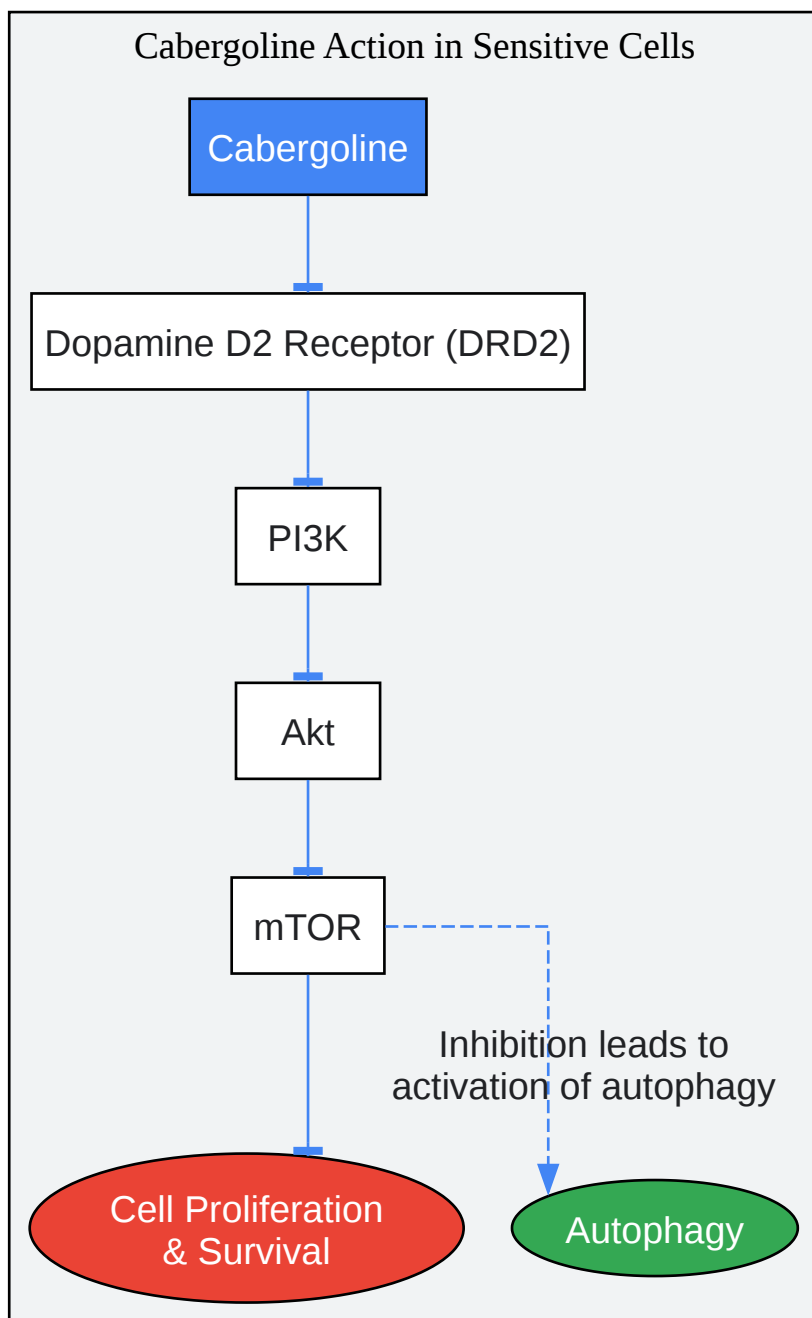 Cabergoline Action in Sensitive Cells
Cabergoline
Dopamine D2 Receptor (DRD2)
PI3K
Akt
mTOR
Inhibition leads to
activation of autophagy
Cell Proliferation
& Survival
Autophagy